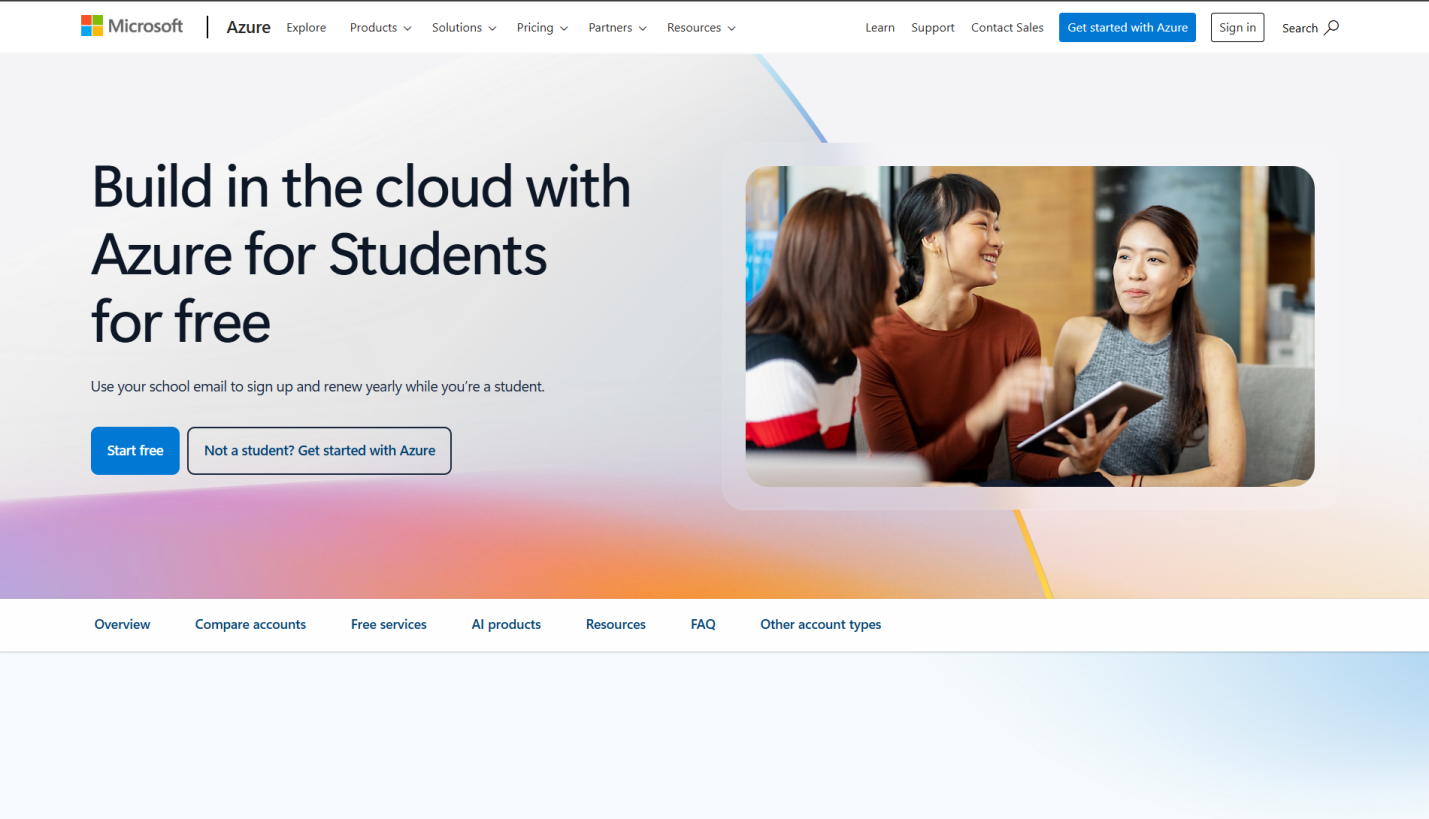 Microsoft
Azure
Explore
Products
Solutions
Pricing
Partners
Resources
Learn
Support
Contact Sales
Get started with Azure
Sign in
Search
Build in the cloud with
Azure for Students
for free
Use your school email to sign up and renew yearly while you’re a student.
Start free
Not a student? Get started with Azure
Overview
Compare accounts
Free services
AI products
Resources
FAQ
Other account types